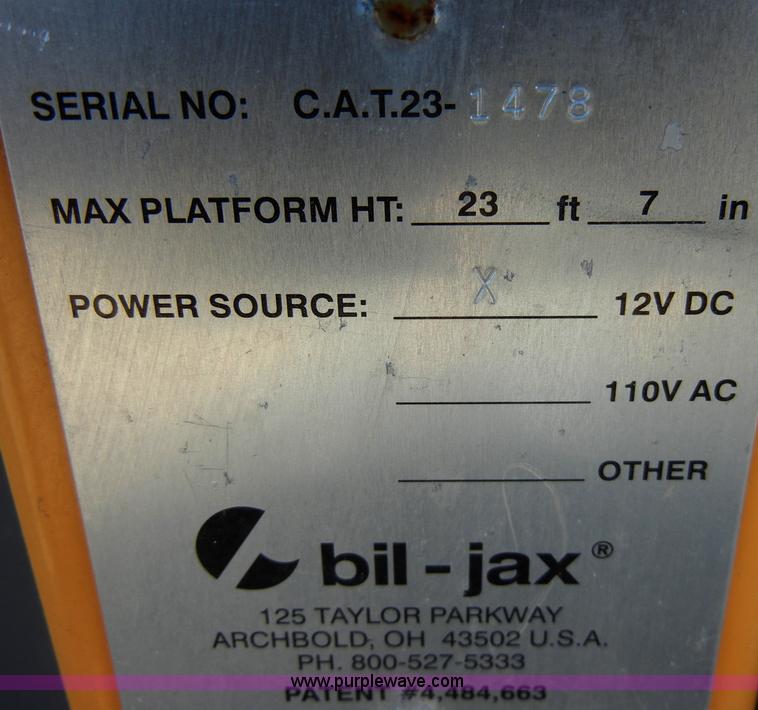 SERIAL NO: C.A.T.23-1478
MAX PLATFORM HT: 23 ft 7 in
POWER SOURCE: X 12V DC
110V AC
OTHER
bil-jax®
125 TAYLOR PARKWAY
ARCHBOLD, OH 43502 U.S.A.
PH. 800-527-5333
www.purplewave.com
PATENT #4,484,663